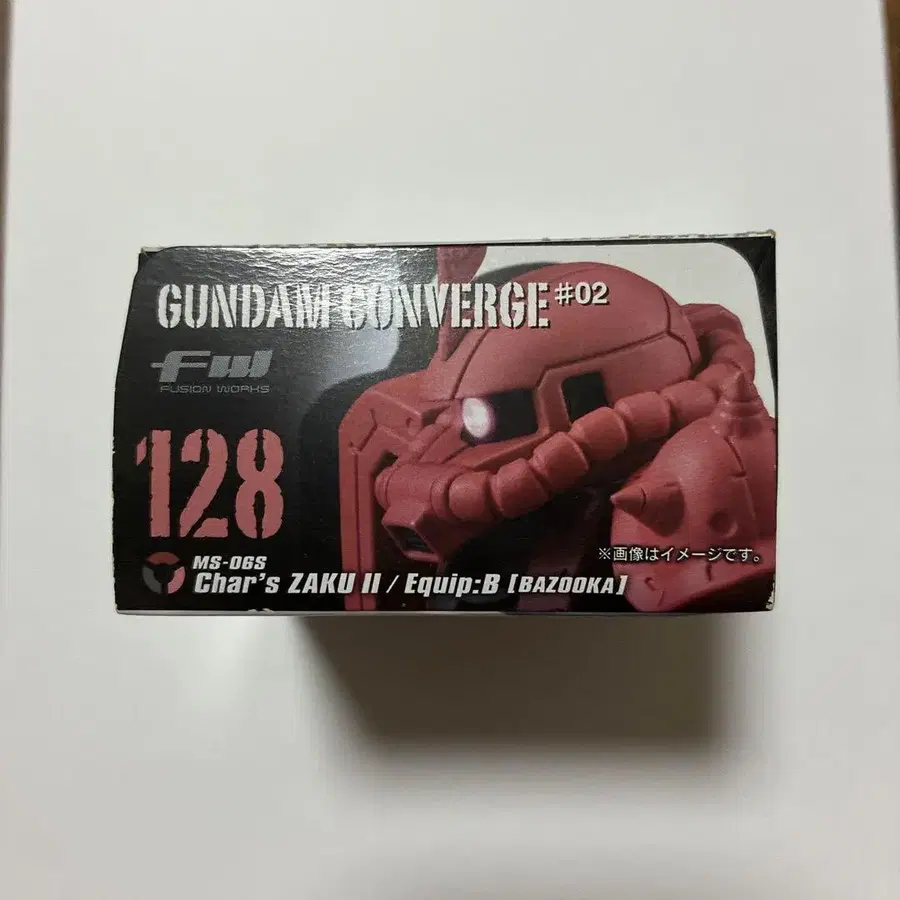 GUNDAM CONVERGE #02
FW
FUSION WORKS
128
※画像はイメージです。
MS-06S
Char's ZAKU II / Equip:B [BAZOOKA]